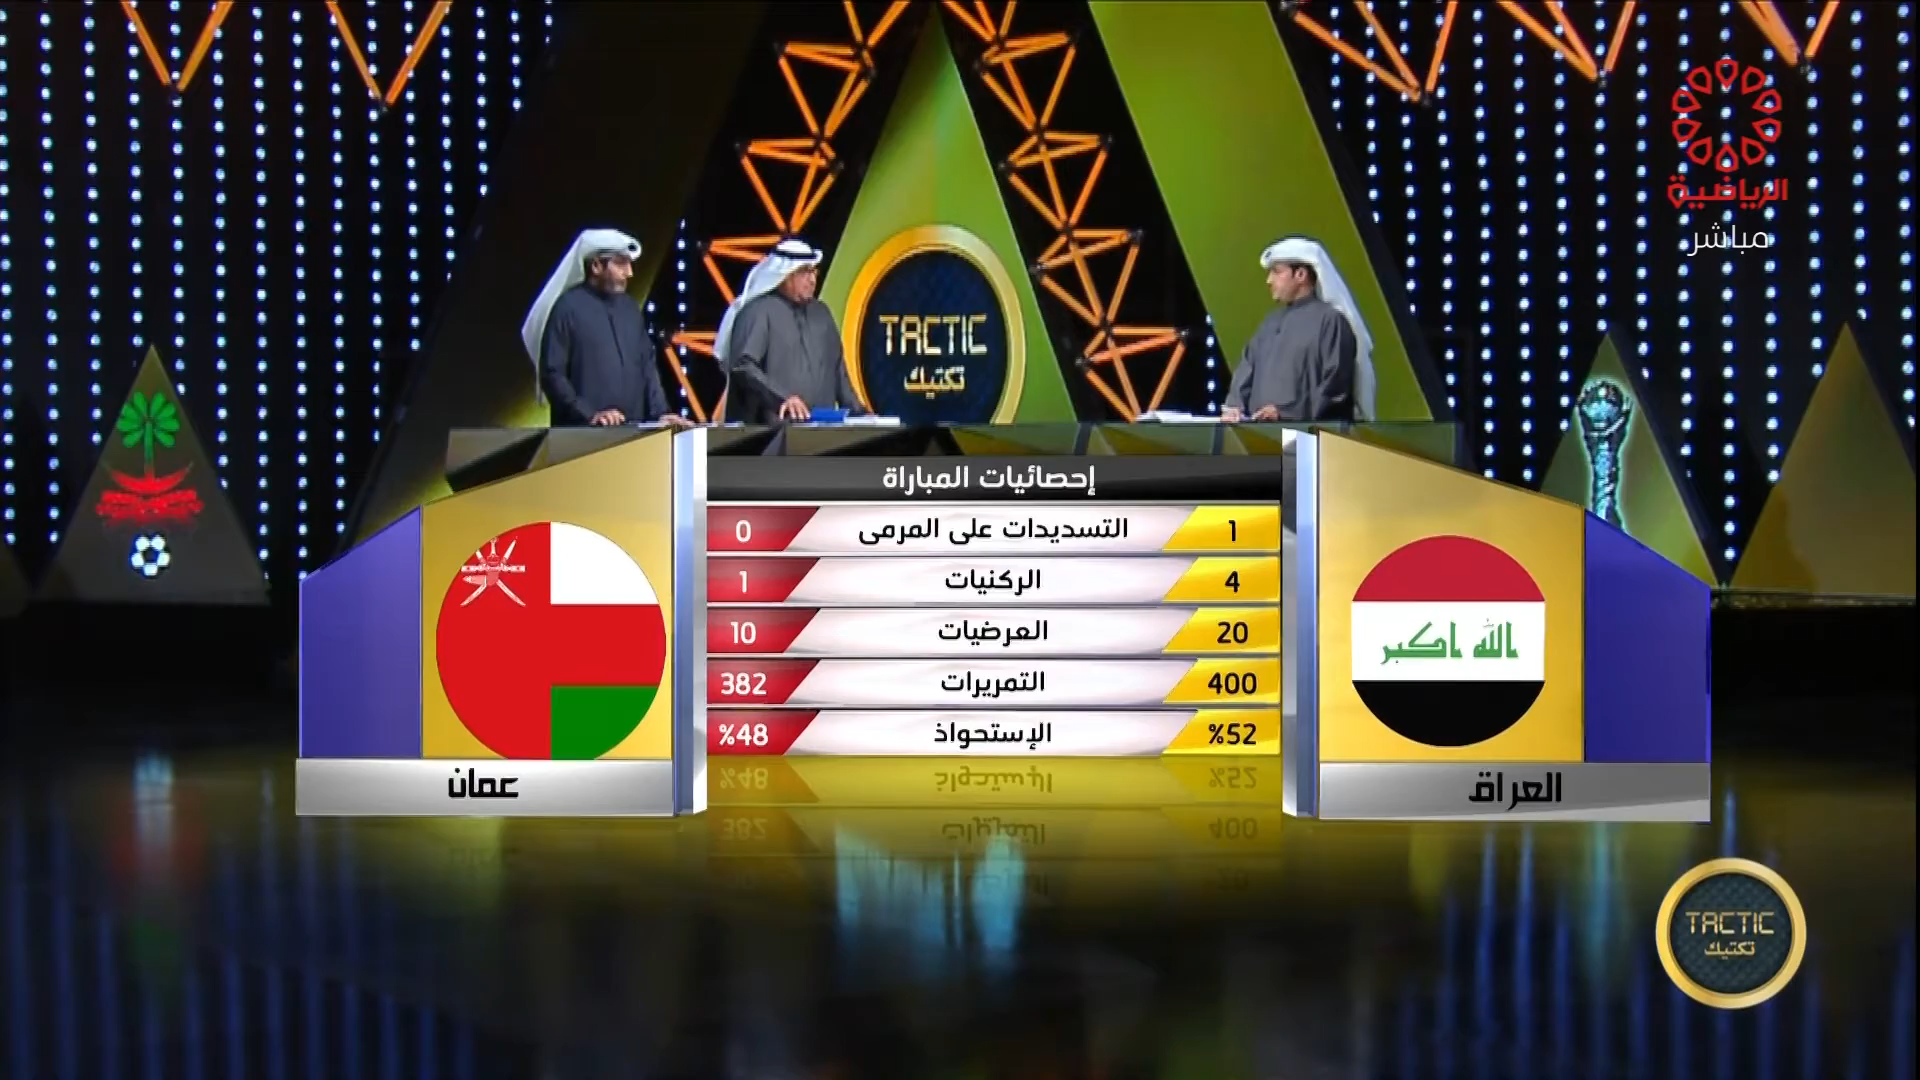 الرياضية
مباشر
TACTIC
تكتيك
إحصائيات المباراة
1 التسديدات على المرمى 0
4 الركنيات 1
20 العرضيات 10
400 التمريرات 382
%52 الإستحواذ %48
الله اكبر
العراق
عمان
TACTIC
تكتيك